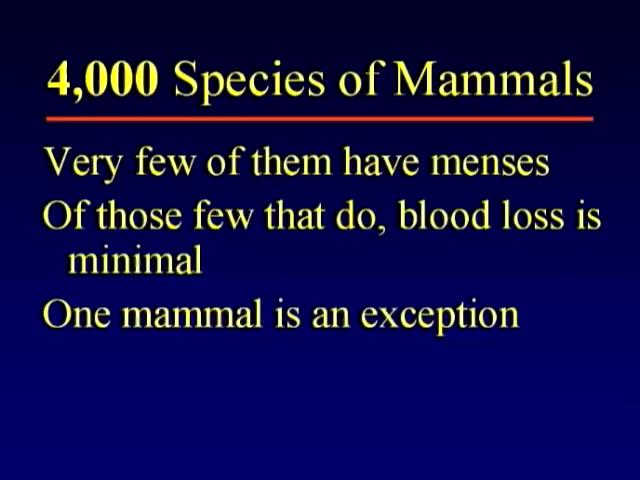 4,000 Species of Mammals
Very few of them have menses
Of those few that do, blood loss is
minimal
One mammal is an exception